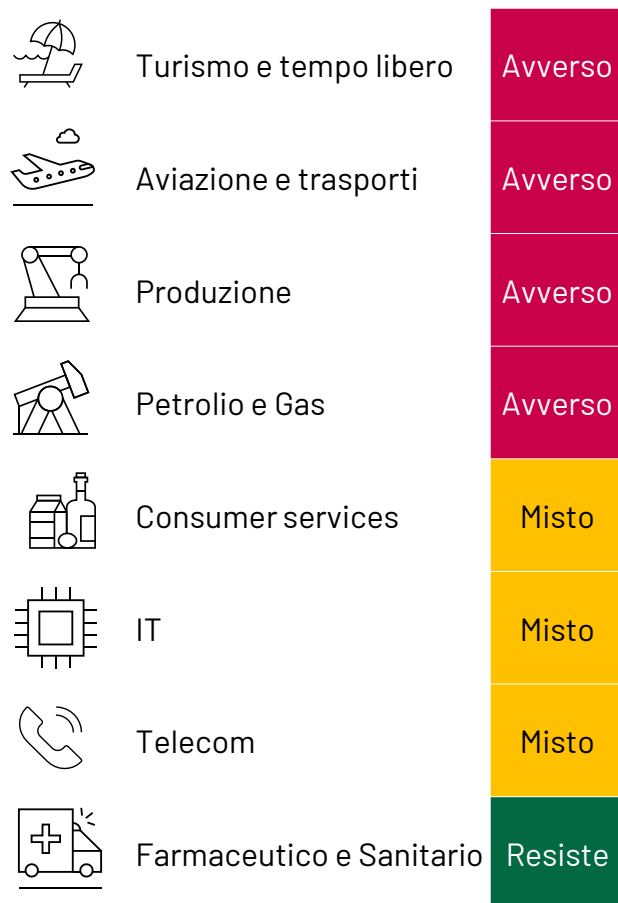 Turismo e tempo libero Avverso
Aviazione e trasporti Avverso
Produzione Avverso
Petrolio e Gas Avverso
Consumer services Misto
IT Misto
Telecom Misto
Farmaceutico e Sanitario Resiste